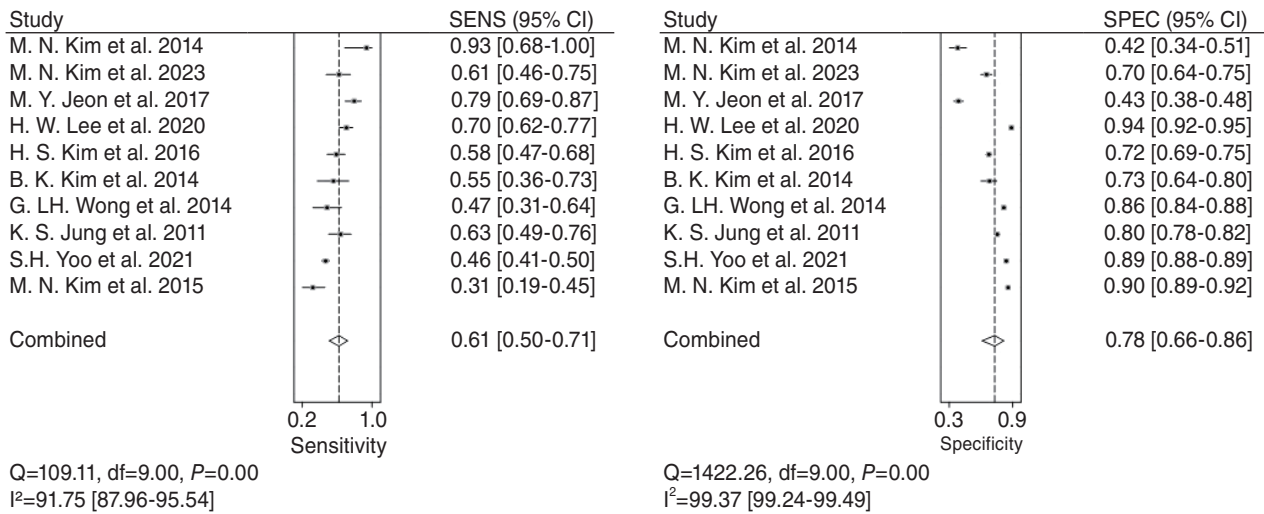 Study SENS (95% CI)
M. N. Kim et al. 2014 0.93 [0.68-1.00]
M. N. Kim et al. 2023 0.61 [0.46-0.75]
M. Y. Jeon et al. 2017 0.79 [0.69-0.87]
H. W. Lee et al. 2020 0.70 [0.62-0.77]
H. S. Kim et al. 2016 0.58 [0.47-0.68]
B. K. Kim et al. 2014 0.55 [0.36-0.73]
G. LH. Wong et al. 2014 0.47 [0.31-0.64]
K. S. Jung et al. 2011 0.63 [0.49-0.76]
S.H. Yoo et al. 2021 0.46 [0.41-0.50]
M. N. Kim et al. 2015 0.31 [0.19-0.45]
Combined 0.61 [0.50-0.71]
0.2 1.0
Sensitivity
Q=109.11, df=9.00, P=0.00
I²=91.75 [87.96-95.54]
Study SPEC (95% CI)
M. N. Kim et al. 2014 0.42 [0.34-0.51]
M. N. Kim et al. 2023 0.70 [0.64-0.75]
M. Y. Jeon et al. 2017 0.43 [0.38-0.48]
H. W. Lee et al. 2020 0.94 [0.92-0.95]
H. S. Kim et al. 2016 0.72 [0.69-0.75]
B. K. Kim et al. 2014 0.73 [0.64-0.80]
G. LH. Wong et al. 2014 0.86 [0.84-0.88]
K. S. Jung et al. 2011 0.80 [0.78-0.82]
S.H. Yoo et al. 2021 0.89 [0.88-0.89]
M. N. Kim et al. 2015 0.90 [0.89-0.92]
Combined 0.78 [0.66-0.86]
0.3 0.9
Specificity
Q=1422.26, df=9.00, P=0.00
I²=99.37 [99.24-99.49]